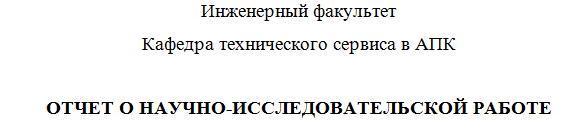 Инженерный факультет
Кафедра технического сервиса в АПК
ОТЧЕТ О НАУЧНО-ИССЛЕДОВАТЕЛЬСКОЙ РАБОТЕ